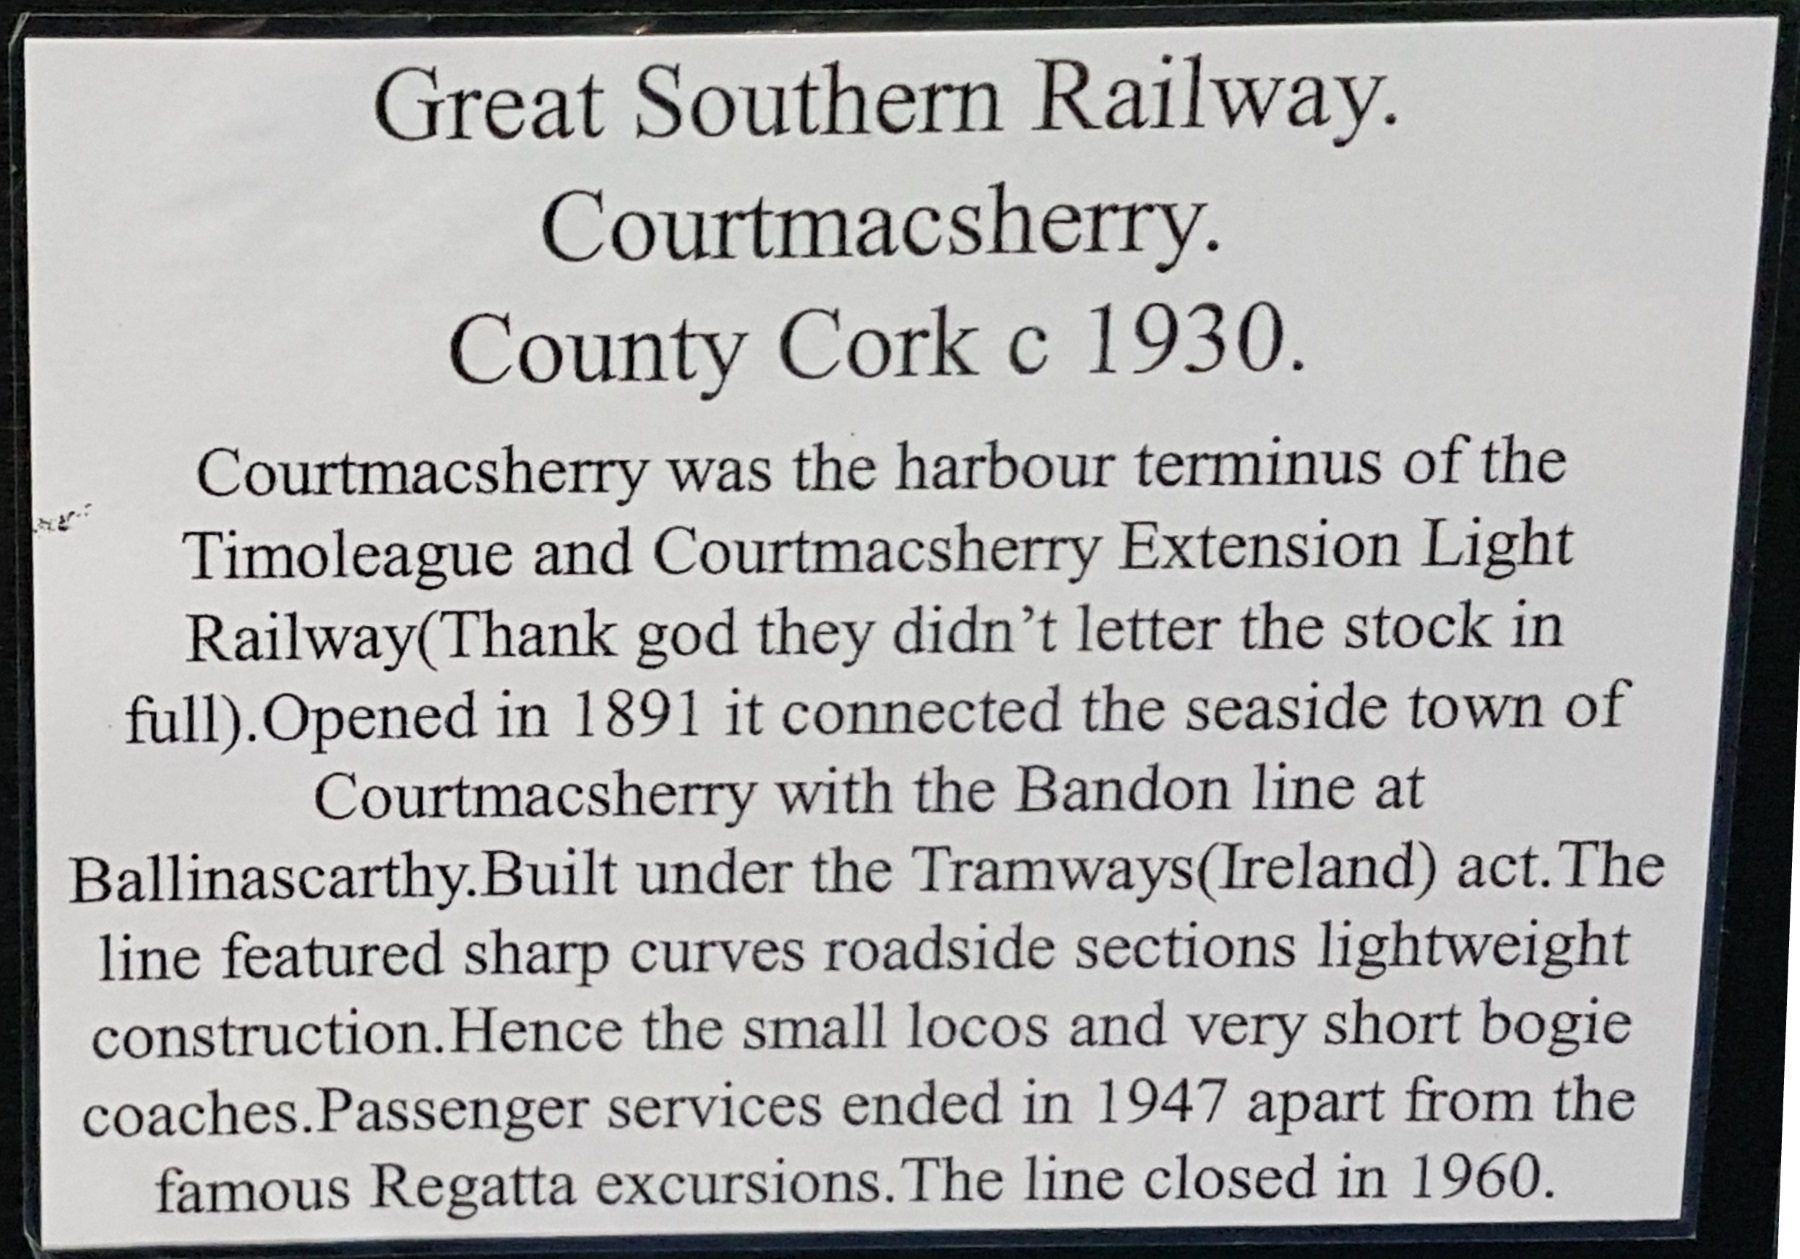 Great Southern Railway.
Courtmacsherry.
County Cork c 1930.
Courtmacsherry was the harbour terminus of the
Timoleague and Courtmacsherry Extension Light
Railway(Thank god they didn’t letter the stock in
full).Opened in 1891 it connected the seaside town of
Courtmacsherry with the Bandon line at
Ballinascarthy.Built under the Tramways(Ireland) act.The
line featured sharp curves roadside sections lightweight
construction.Hence the small locos and very short bogie
coaches.Passenger services ended in 1947 apart from the
famous Regatta excursions.The line closed in 1960.